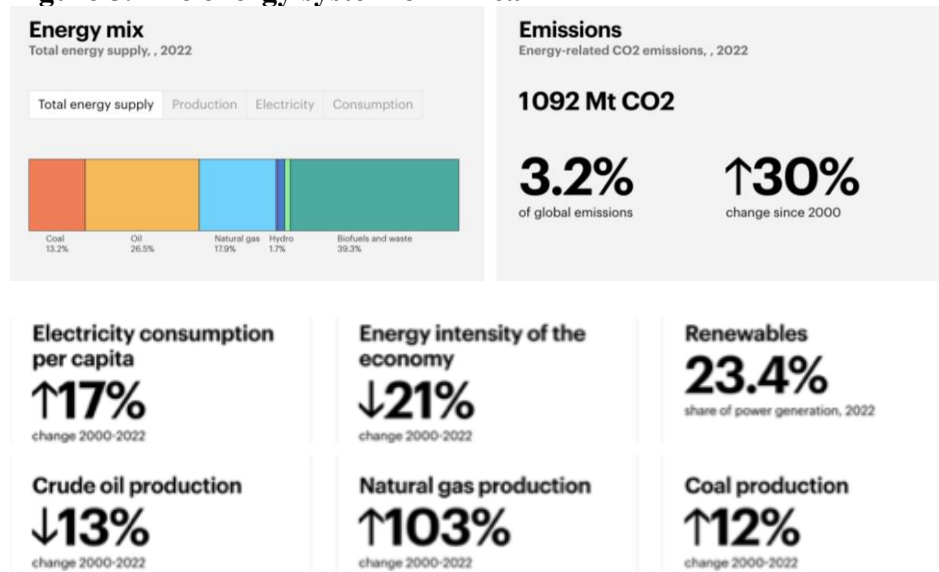 Energy mix
Total energy supply, , 2022
Total energy supply Production Electricity Consumption
Coal
13.2%
Oil
26.5%
Natural gas
17.9%
Hydro
1.7%
Biofuels and waste
39.3%
Emissions
Energy-related CO2 emissions, , 2022
1092 Mt CO2
3.2%
of global emissions
↑30%
change since 2000
Electricity consumption
per capita
↑17%
change 2000-2022
Energy intensity of the
economy
↓21%
change 2000-2022
Renewables
23.4%
share of power generation, 2022
Crude oil production
↓13%
change 2000-2022
Natural gas production
↑103%
change 2000-2022
Coal production
↑12%
change 2000-2022